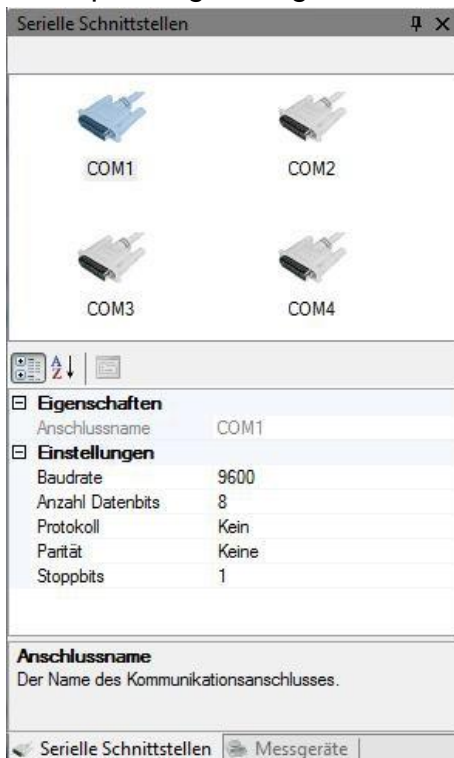 Serielle Schnittstellen
COM1
COM2
COM3
COM4
Eigenschaften
Anschlussname COM1
Einstellungen
Baudrate 9600
Anzahl Datenbits 8
Protokoll Kein
Parität Keine
Stoppbits 1
Anschlussname
Der Name des Kommunikationsanschlusses.
Serielle Schnittstellen Messgeräte